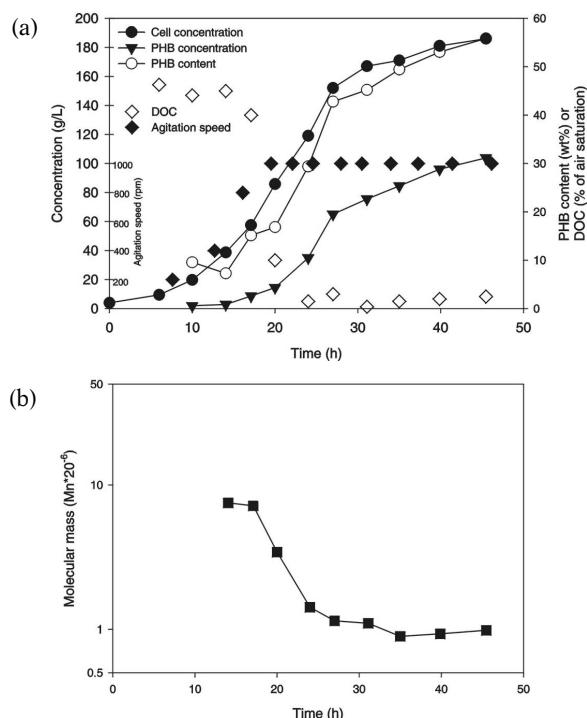 (a)
Cell concentration
PHB concentration
PHB content
DOC
Agitation speed
Concentration (g/L)
200
180
160
140
120
100
80
60
40
20
0
Agitation speed (rpm)
1000
800
600
400
200
PHB content (wt%) or
DOC (% of air saturation)
60
50
40
30
20
10
0
0 10 20 30 40 50
Time (h)
(b)
Molecular mass (Mn*20-6)
50
10
1
0.5
0 10 20 30 40 50
Time (h)